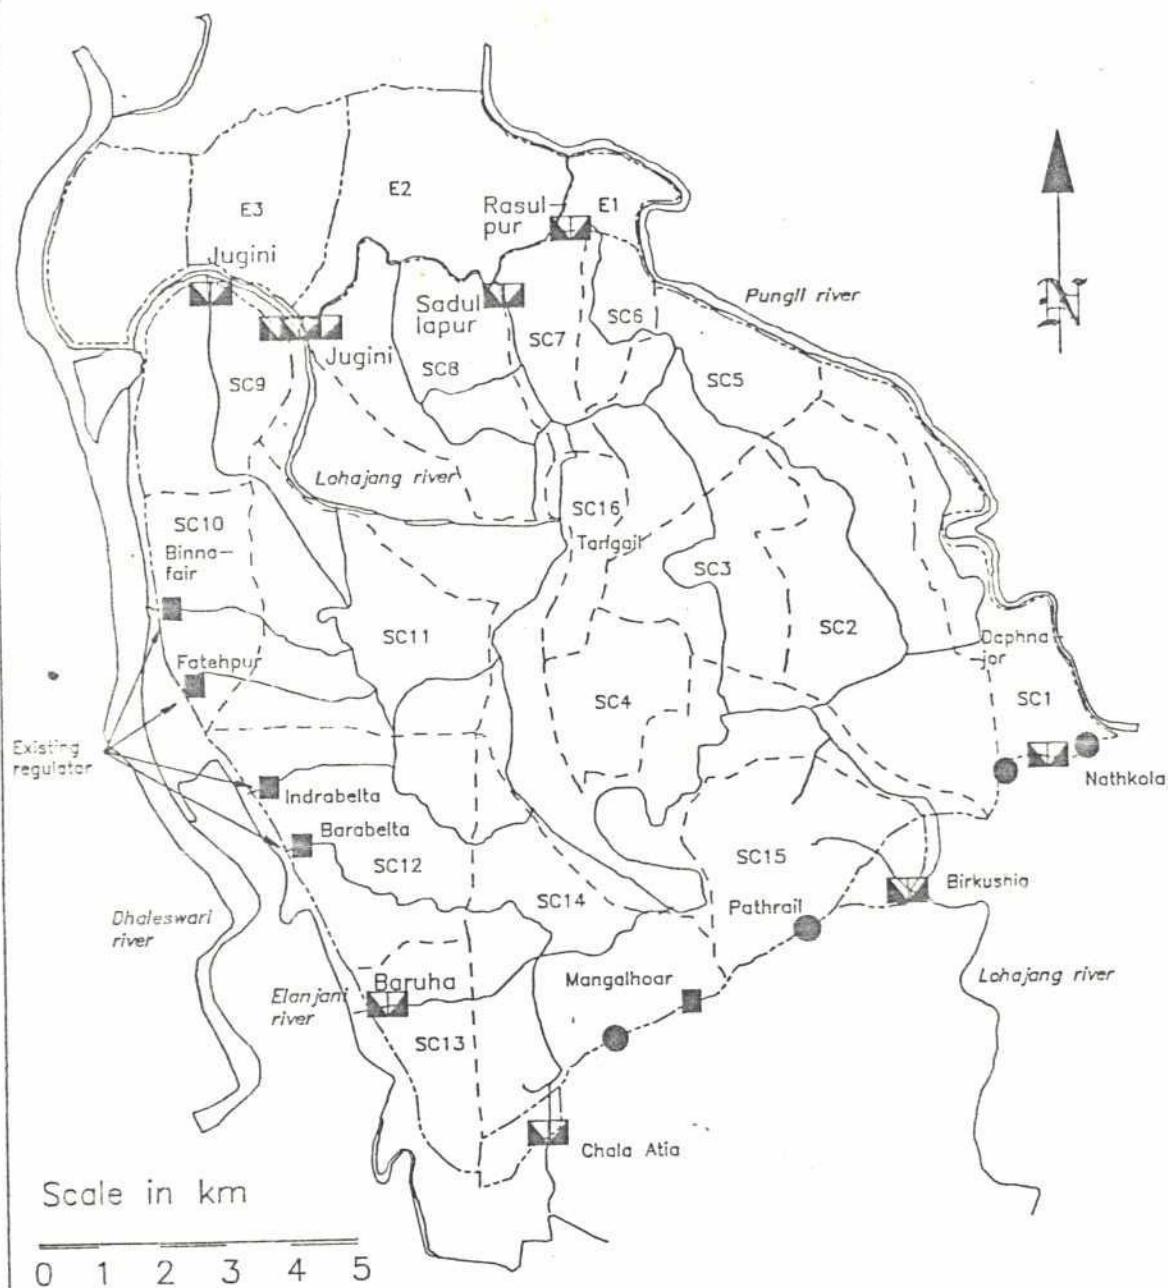 E2
E3
Rasul
pur
E1
Jugini
Pungli river
N
Sadul
lapur
SC6
SC7
Jugini
SC8
SC5
SC9
Lohajang river
SC10
SC16
Binna-
fair
SC3
SC11
SC2
Daphna-
jor
Fatehpur
SC4
SC1
Existing
regulator
Nathkola
Indrabelta
Barabelta
SC12
SC15
Birkushia
SC14
Pathrail
Dhaleswari
river
Lohajang river
Mangalhoar
Baruha
Elanjani
river
SC13
Chala Atia
Scale in km
0 1 2 3 4 5